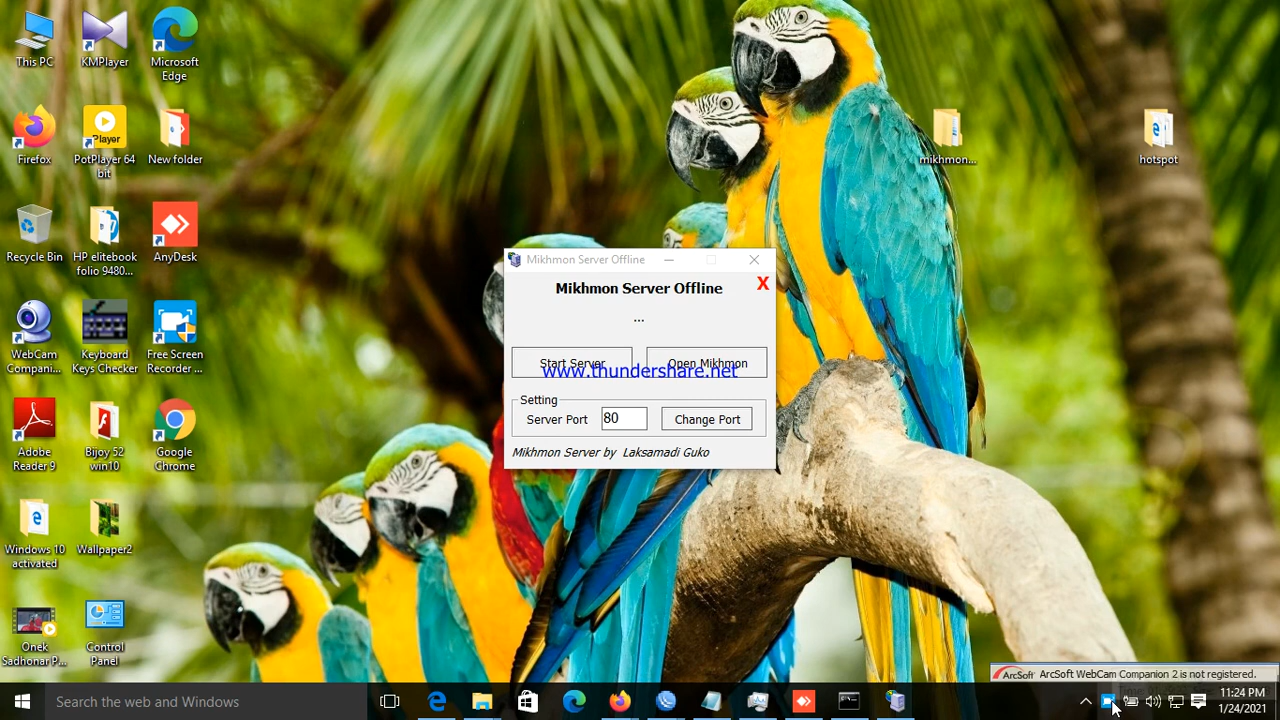 This PC
KMPlayer
Microsoft
Edge
Firefox
Player
PotPlayer 64
bit
New folder
mikhmon...
hotspot
Recycle Bin
HP elitebook
folio 9480...
AnyDesk
Mikhmon Server Offline
Mikhmon Server Offline
X
...
WebCam
Compani...
Keyboard
Keys Checker
Free Screen
Recorder ...
Start Server
Open Mikhmon
www.thundershare.net
Setting
Server Port
80
Change Port
Mikhmon Server by Laksamadi Guko
Adobe
Reader 9
Bijoy 52
win10
Google
Chrome
Windows 10
activated
Wallpaper2
Onek
Sadhonar P...
Control
Panel
ArcSoft
ArcSoft WebCam Companion 2 is not registered.
Search the web and Windows
11:24 PM
1/24/2021